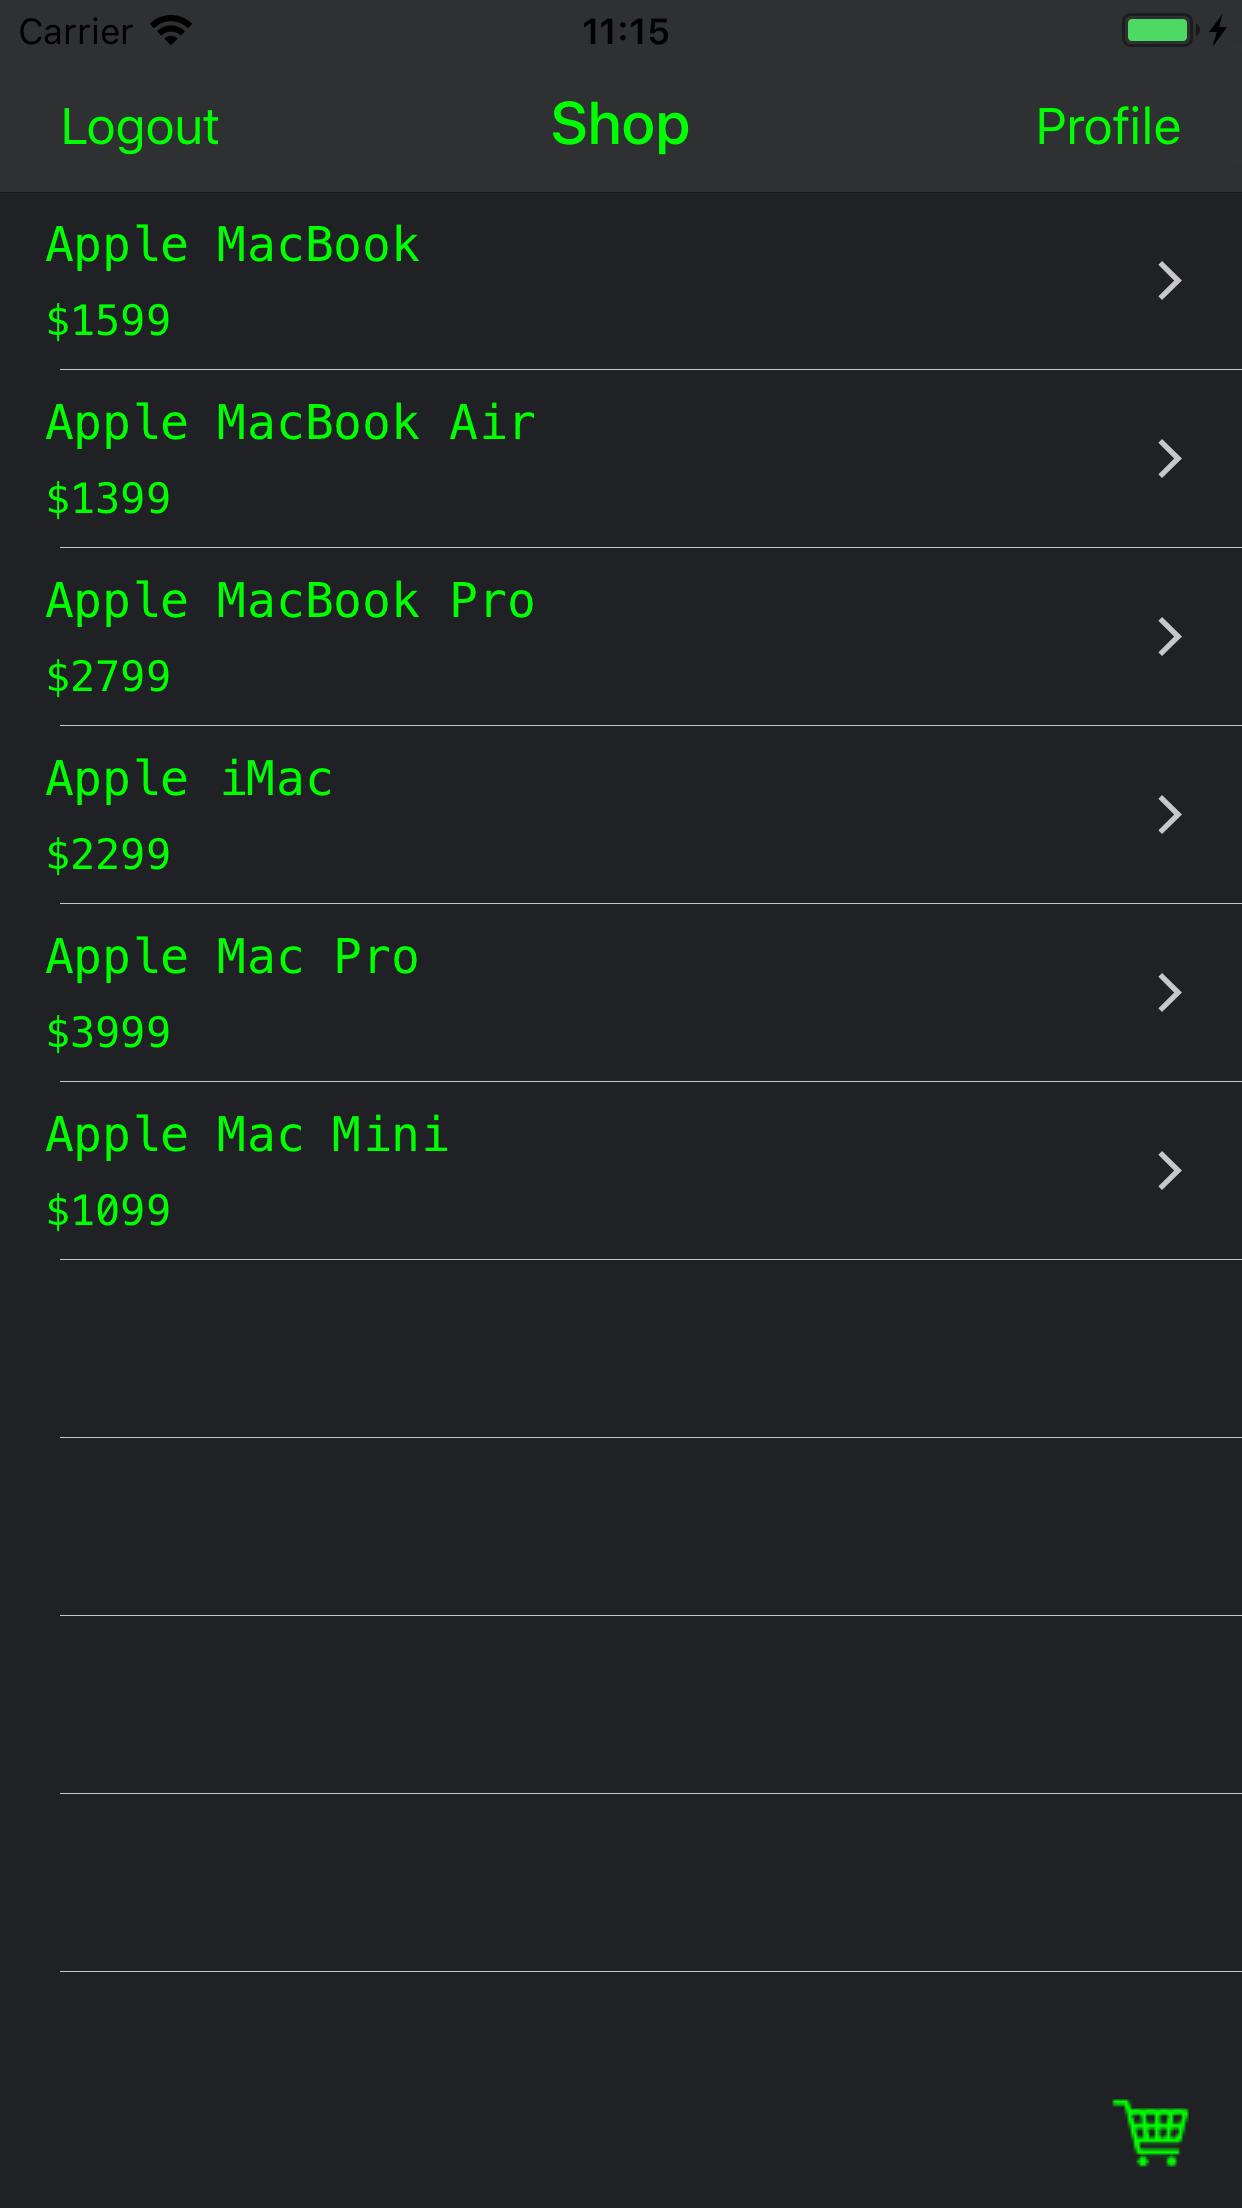 Carrier 11:15
Logout Shop Profile
Apple MacBook
$1599
Apple MacBook Air
$1399
Apple MacBook Pro
$2799
Apple iMac
$2299
Apple Mac Pro
$3999
Apple Mac Mini
$1099